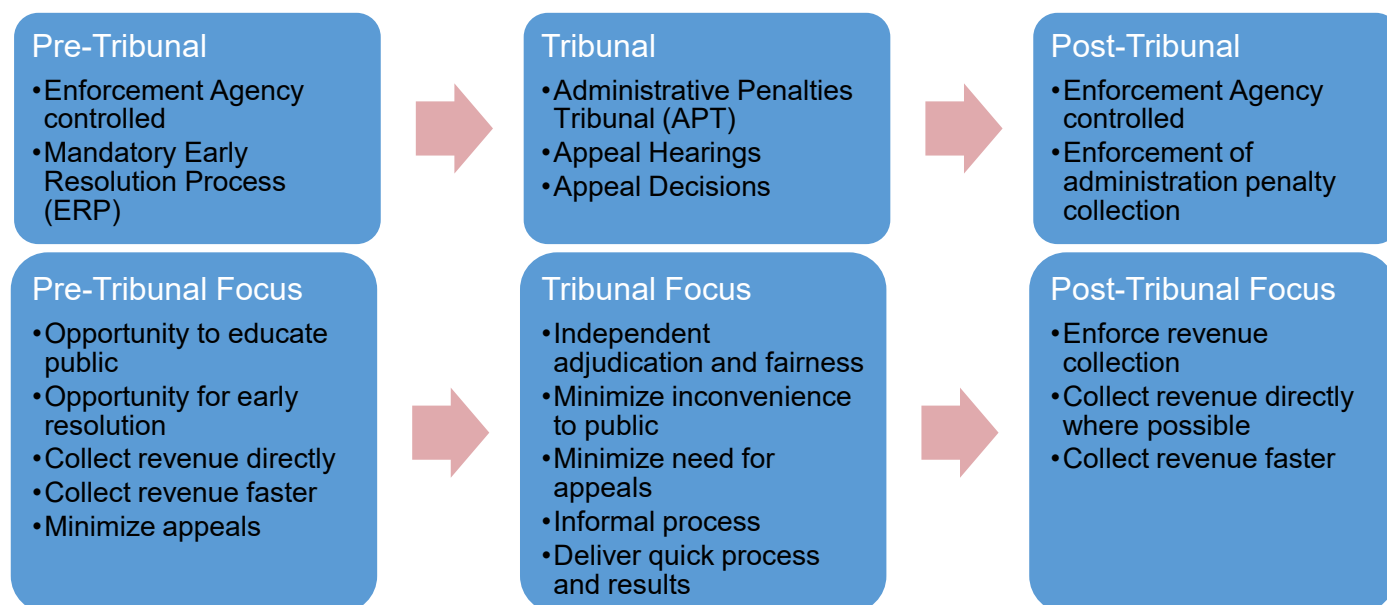 Pre-Tribunal
•Enforcement Agency
controlled
•Mandatory Early
Resolution Process
(ERP)
Tribunal
•Administrative Penalties
Tribunal (APT)
•Appeal Hearings
•Appeal Decisions
Post-Tribunal
•Enforcement Agency
controlled
•Enforcement of
administration penalty
collection
Pre-Tribunal Focus
•Opportunity to educate
public
•Opportunity for early
resolution
•Collect revenue directly
•Collect revenue faster
•Minimize appeals
Tribunal Focus
•Independent
adjudication and fairness
•Minimize inconvenience
to public
•Minimize need for
appeals
•Informal process
•Deliver quick process
and results
Post-Tribunal Focus
•Enforce revenue
collection
•Collect revenue directly
where possible
•Collect revenue faster